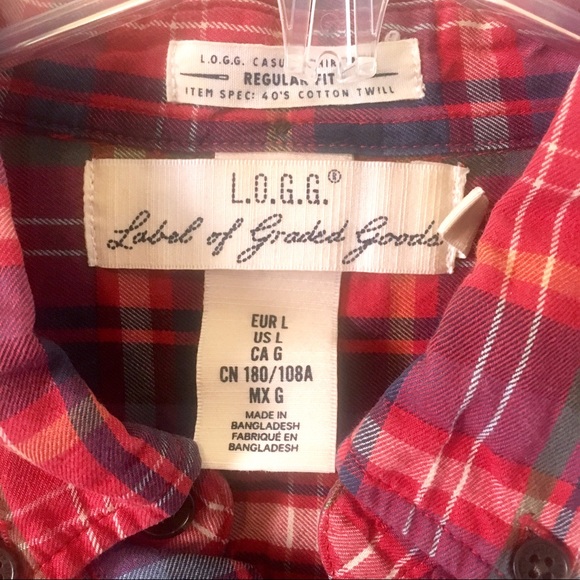 L.O.G.G. CASUAL
REGULAR FIT
ITEM SPEC: 40'S COTTON TWILL
L.O.G.G.®
Label of Graded Goods
EUR L
US L
CA G
CN 180/108A
MX G
MADE IN
BANGLADESH
FABRIQUÉ EN
BANGLADESH